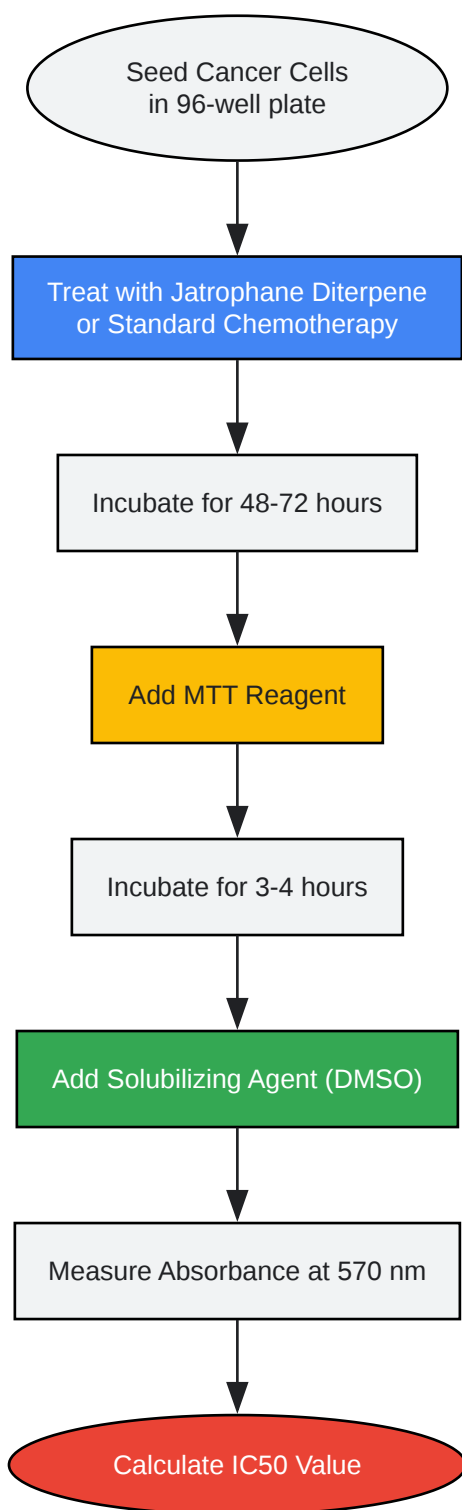 Seed Cancer Cells
in 96-well plate
Treat with Jatrophane Diterpene
or Standard Chemotherapy
Incubate for 48-72 hours
Add MTT Reagent
Incubate for 3-4 hours
Add Solubilizing Agent (DMSO)
Measure Absorbance at 570 nm
Calculate IC50 Value